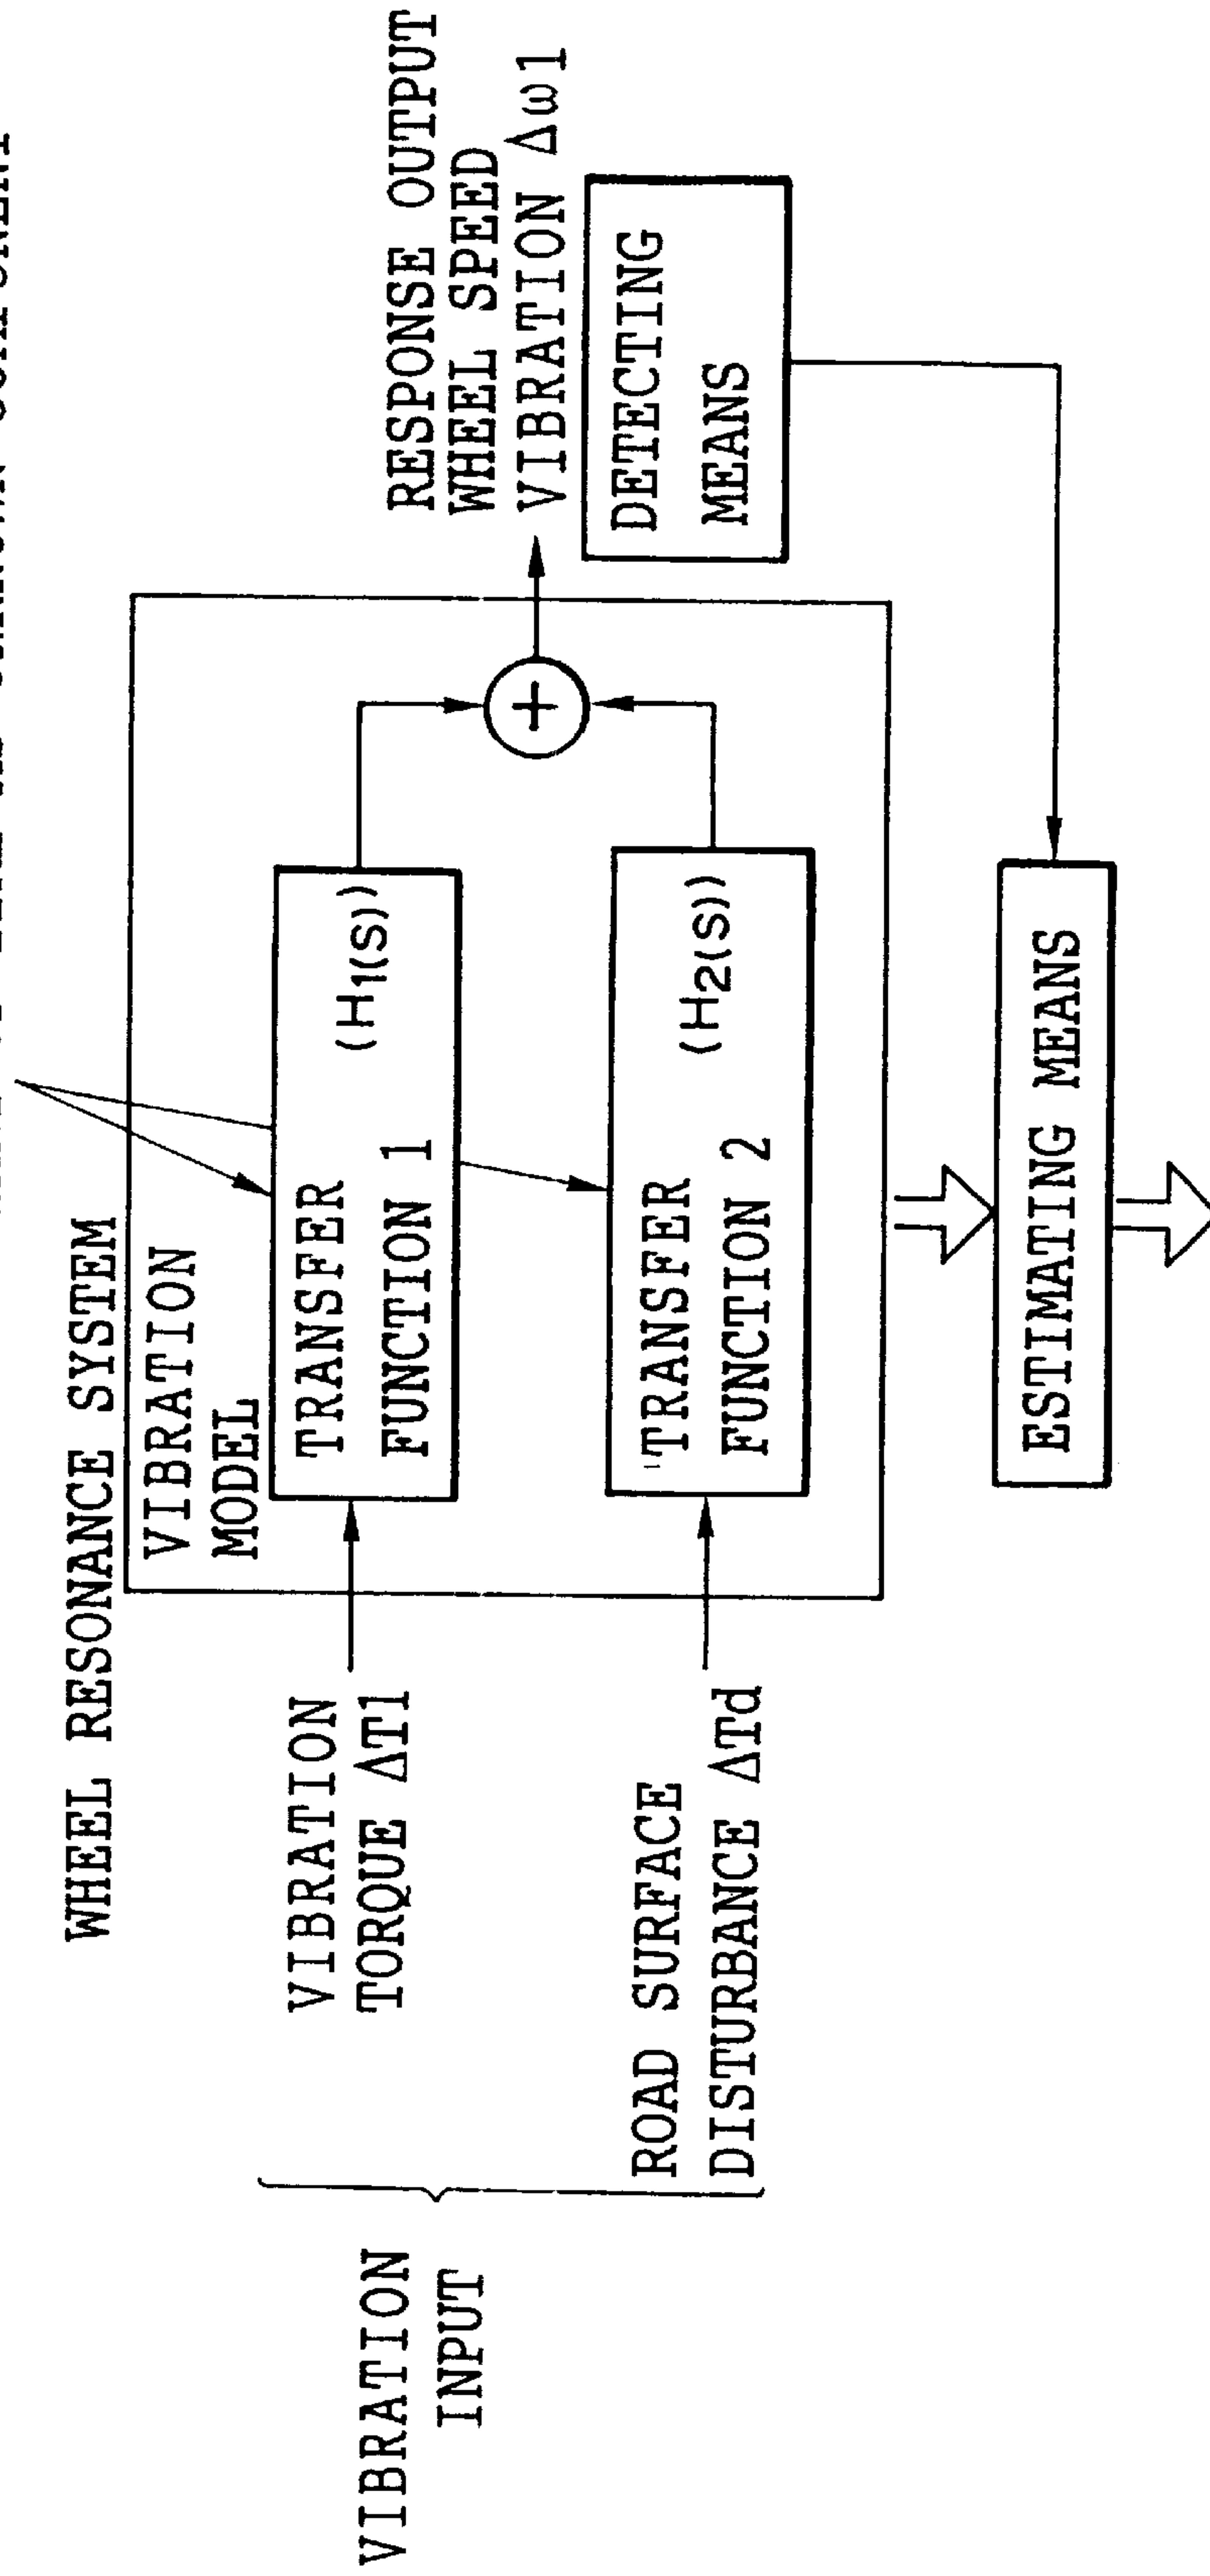 WHEEL RESONANCE SYSTEM
VIBRATION
MODEL
VIBRATION
TORQUE ΔT1
TRANSFER
FUNCTION 1
(H1(S))
RESPONSE OUTPUT
WHEEL SPEED
VIBRATION Δω1
VIBRATION
INPUT
+
ROAD SURFACE
DISTURBANCE ΔTd
TRANSFER
FUNCTION 2
(H2(S))
DETECTING
MEANS
ESTIMATING MEANS